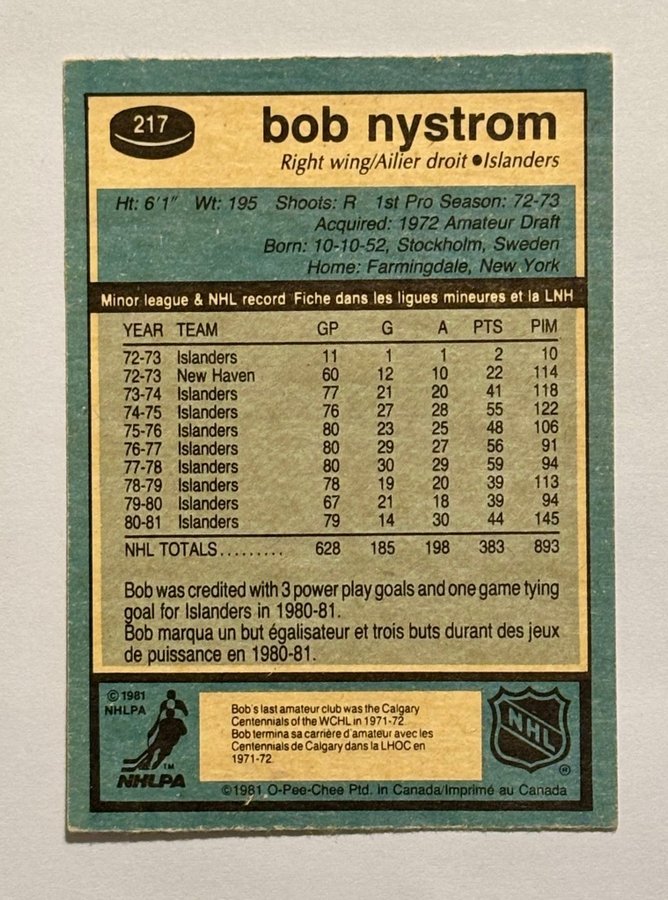 217
bob nystrom
Right wing/Ailier droit ●Islanders
Ht: 6'1" Wt: 195 Shoots: R 1st Pro Season: 72-73
Acquired: 1972 Amateur Draft
Born: 10-10-52, Stockholm, Sweden
Home: Farmingdale, New York
Minor league & NHL record Fiche dans les ligues mineures et la LNH
YEAR TEAM GP G A PTS PIM
72-73 Islanders 11 1 1 2 10
72-73 New Haven 60 12 10 22 114
73-74 Islanders 77 21 20 41 118
74-75 Islanders 76 27 28 55 122
75-76 Islanders 80 23 25 48 106
76-77 Islanders 80 29 27 56 91
77-78 Islanders 80 30 29 59 94
78-79 Islanders 78 19 20 39 113
79-80 Islanders 67 21 18 39 94
80-81 Islanders 79 14 30 44 145
NHL TOTALS......... 628 185 198 383 893
Bob was credited with 3 power play goals and one game tying
goal for Islanders in 1980-81.
Bob marqua un but égalisateur et trois buts durant des jeux
de puissance en 1980-81.
© 1981
NHLPA
TM
NHLPA
Bob's last amateur club was the Calgary
Centennials of the WCHL in 1971-72.
Bob termina sa carrière d'amateur avec les
Centennials de Calgary dans la LHOC en
1971-72.
NHL
®
©1981 O-Pee-Chee Ptd. in Canada/Imprimé au Canada